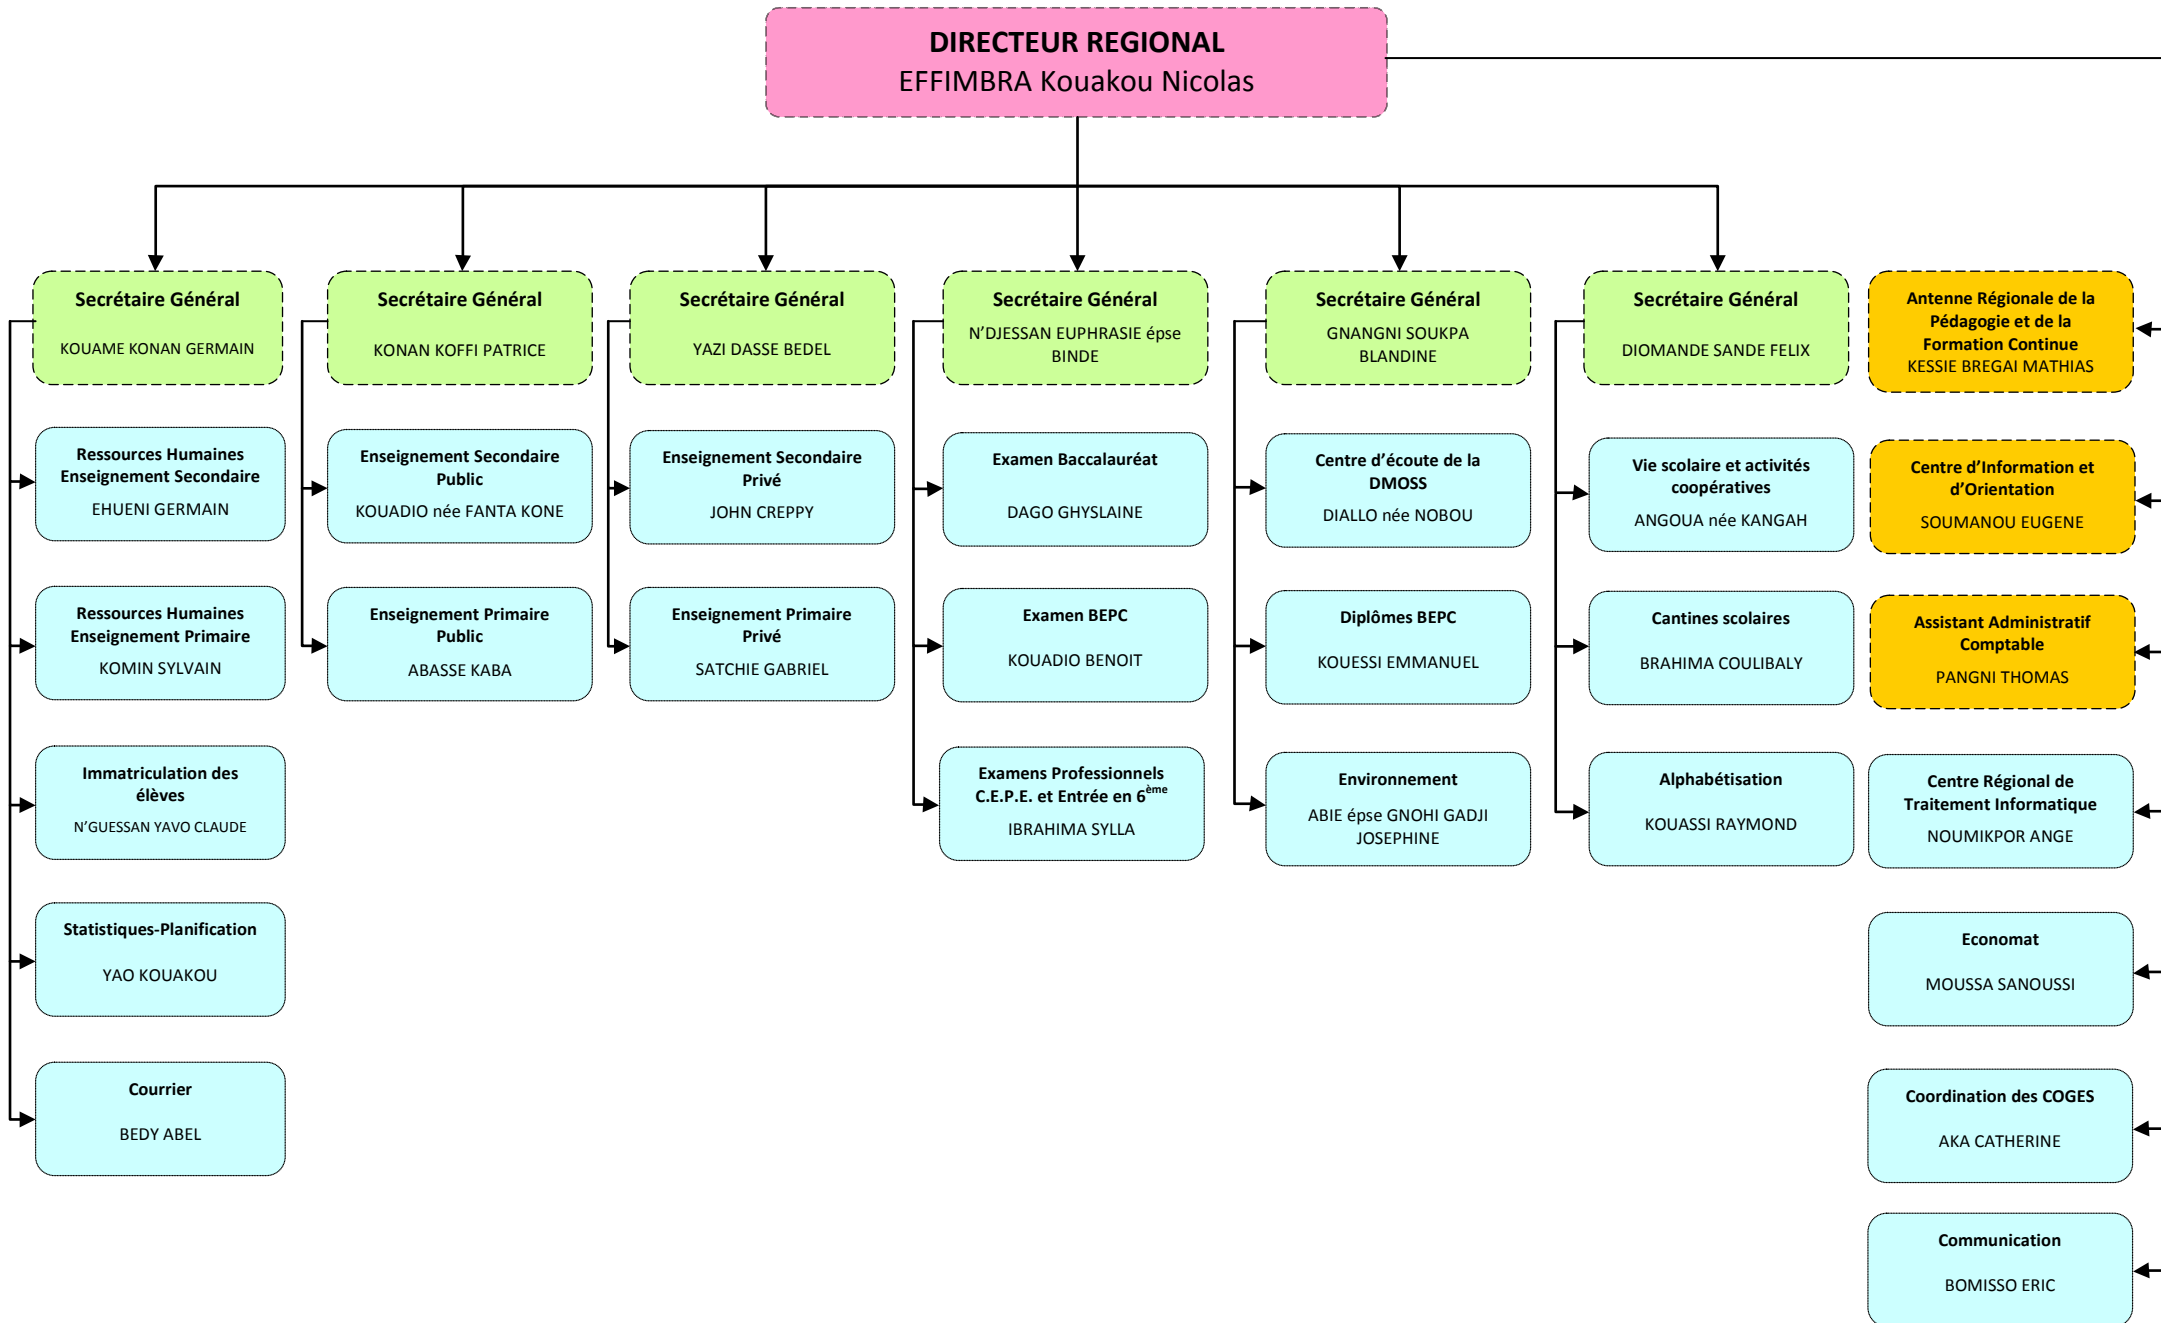 DIRECTEUR REGIONAL
EFFIMBRA Kouakou Nicolas
Secrétaire Général
KOUAME KONAN GERMAIN
Ressources Humaines
Enseignement Secondaire
EHUENI GERMAIN
Ressources Humaines
Enseignement Primaire
KOMIN SYLVAIN
Immatriculation des
élèves
N'GUESSAN YAVO CLAUDE
Statistiques-Planification
YAO KOUAKOU
Courrier
BEDY ABEL
Secrétaire Général
KONAN KOFFI PATRICE
Enseignement Secondaire
Public
KOUADIO née FANTA KONE
Enseignement Primaire
Public
ABASSE KABA
Secrétaire Général
YAZI DASSE BEDEL
Enseignement Secondaire
Privé
JOHN CREPPY
Enseignement Primaire
Privé
SATCHIE GABRIEL
Secrétaire Général
N'DJESSAN EUPHRASIE épse
BINDE
Examen Baccalauréat
DAGO GHYSLAINE
Examen BEPC
KOUADIO BENOIT
Examens Professionnels
C.E.P.E. et Entrée en 6ème
IBRAHIMA SYLLA
Secrétaire Général
GNANGNI SOUKPA
BLANDINE
Centre d'écoute de la
DMOSS
DIALLO née NOBOU
Diplômes BEPC
KOUESSI EMMANUEL
Environnement
ABIE épse GNOHI GADJI
JOSEPHINE
Secrétaire Général
DIOMANDE SANDE FELIX
Vie scolaire et activités
coopératives
ANGOUA née KANGAH
Cantines scolaires
BRAHIMA COULIBALY
Alphabétisation
KOUASSI RAYMOND
Antenne Régionale de la
Pédagogie et de la
Formation Continue
KESSIE BREGAI MATHIAS
Centre d'Information et
d'Orientation
SOUMANOU EUGENE
Assistant Administratif
Comptable
PANGNI THOMAS
Centre Régional de
Traitement Informatique
NOUMIKPOR ANGE
Economat
MOUSSA SANOUSSI
Coordination des COGES
AKA CATHERINE
Communication
BOMISSO ERIC